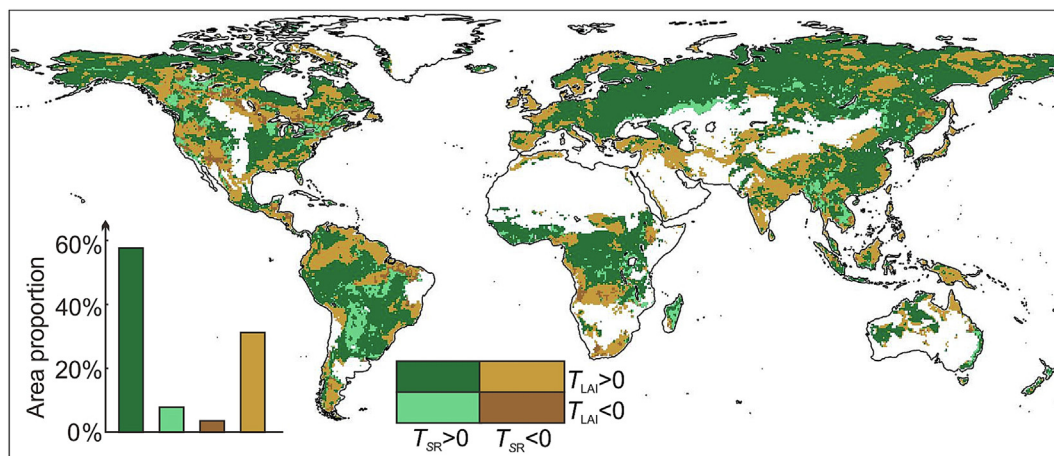 60%
40%
20%
0%
Area proportion
T_LAI>0
T_LAI<0
T_SR>0 T_SR<0